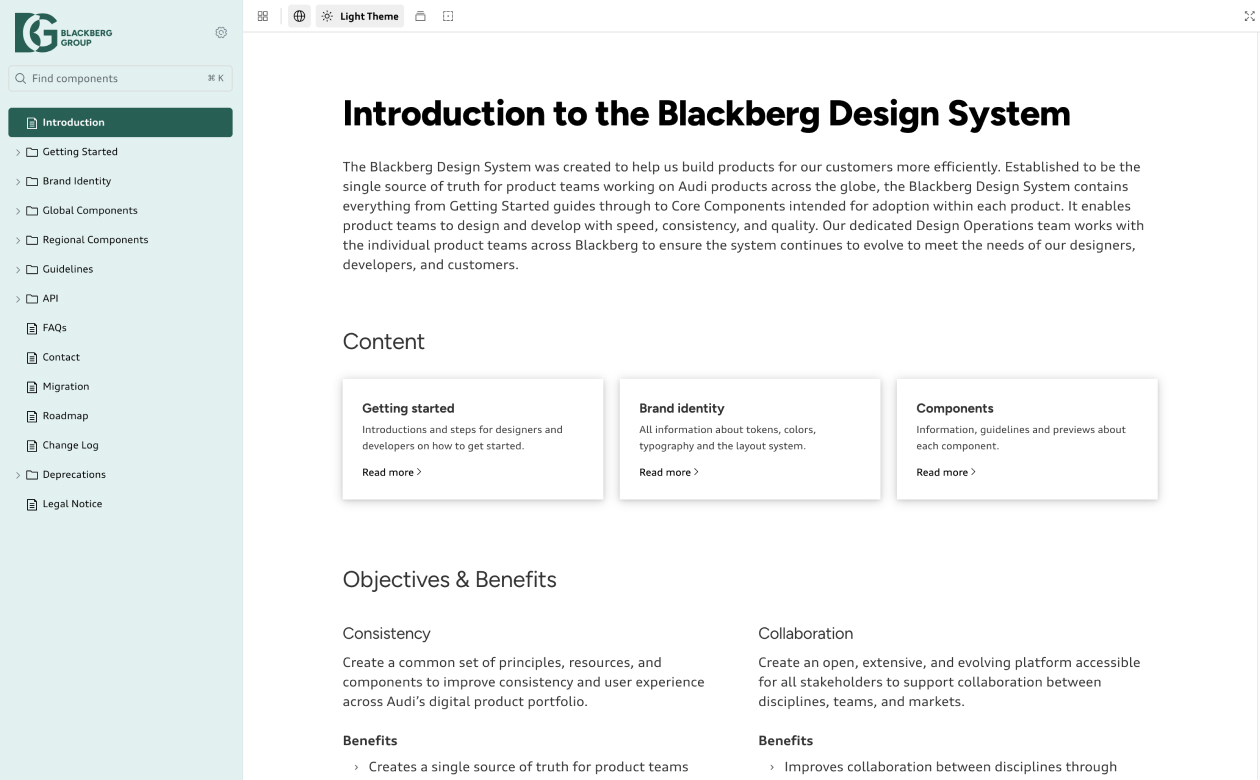 BLACKBERG
GROUP
Find components
⌘ K
Introduction
Getting Started
Brand Identity
Global Components
Regional Components
Guidelines
API
FAQs
Contact
Migration
Roadmap
Change Log
Deprecations
Legal Notice
Light Theme
Introduction to the Blackberg Design System
The Blackberg Design System was created to help us build products for our customers more efficiently. Established to be the
single source of truth for product teams working on Audi products across the globe, the Blackberg Design System contains
everything from Getting Started guides through to Core Components intended for adoption within each product. It enables
product teams to design and develop with speed, consistency, and quality. Our dedicated Design Operations team works with
the individual product teams across Blackberg to ensure the system continues to evolve to meet the needs of our designers,
developers, and customers.
Content
Getting started
Introductions and steps for designers and
developers on how to get started.
Read more
Brand identity
All information about tokens, colors,
typography and the layout system.
Read more
Components
Information, guidelines and previews about
each component.
Read more
Objectives & Benefits
Consistency
Create a common set of principles, resources, and
components to improve consistency and user experience
across Audi's digital product portfolio.
Benefits
Creates a single source of truth for product teams
Collaboration
Create an open, extensive, and evolving platform accessible
for all stakeholders to support collaboration between
disciplines, teams, and markets.
Benefits
Improves collaboration between disciplines through